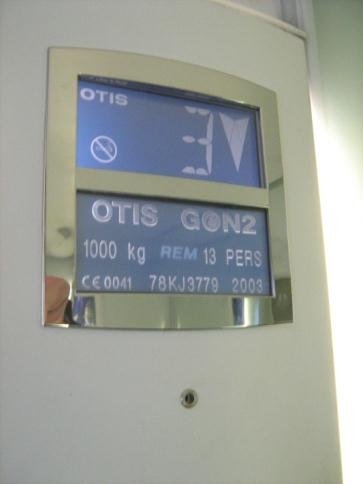 OTIS
3
OTIS GEN2
1000 kg REM 13 PERS
CE 0041 78KJ3779 2003